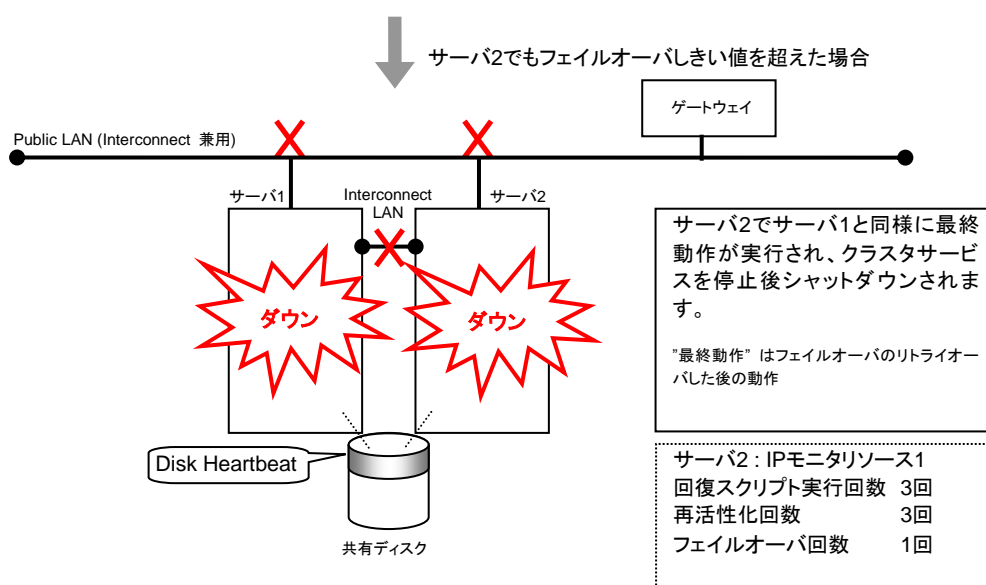 サーバ2でもフェイルオーバしきい値を超えた場合
ゲートウェイ
Public LAN (Interconnect 兼用)
サーバ1
Interconnect
LAN
サーバ2
ダウン
ダウン
サーバ2でサーバ1と同様に最終
動作が実行され、クラスタサービ
スを停止後シャットダウンされま
す。
”最終動作” はフェイルオーバのリトライオー
バした後の動作
Disk Heartbeat
共有ディスク
サーバ2 : IPモニタリソース1
回復スクリプト実行回数 3回
再活性化回数 3回
フェイルオーバ回数 1回